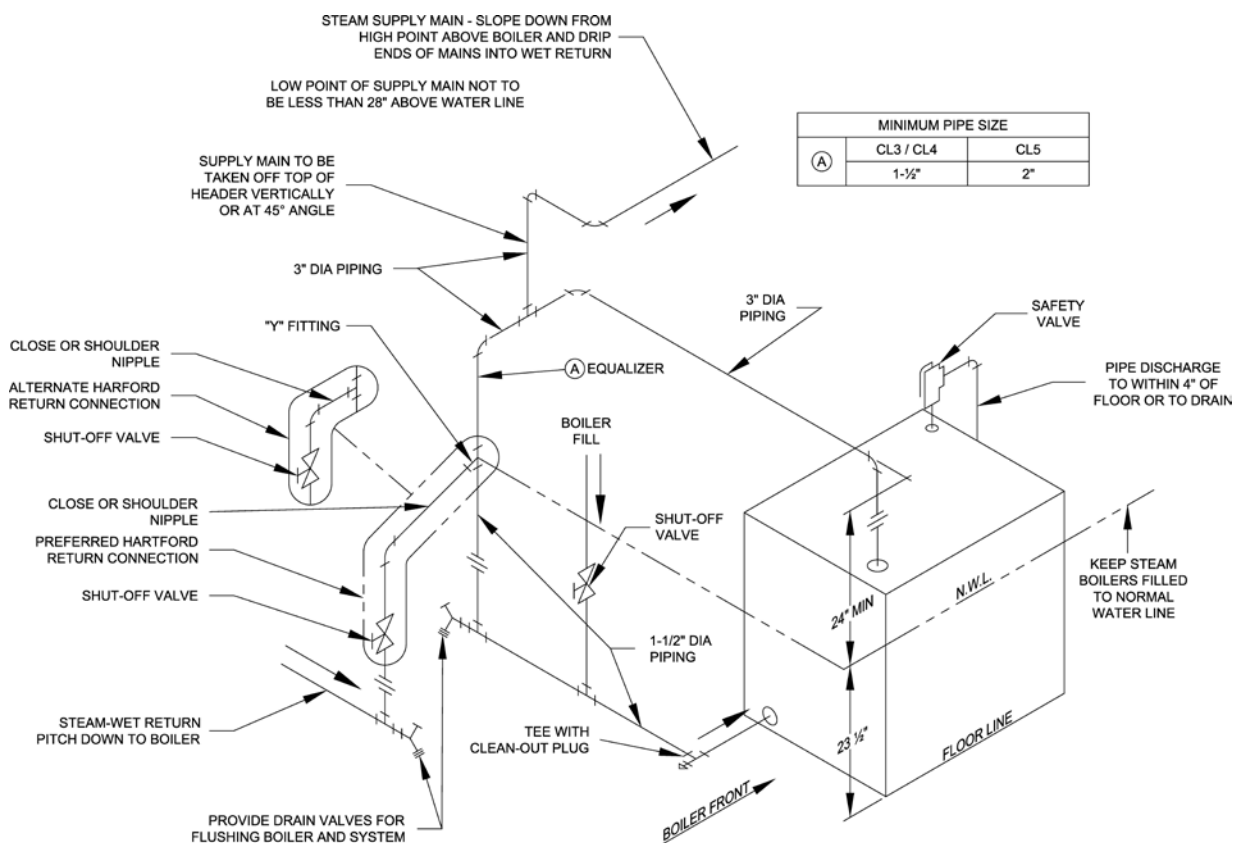 STEAM SUPPLY MAIN - SLOPE DOWN FROM
HIGH POINT ABOVE BOILER AND DRIP
ENDS OF MAINS INTO WET RETURN
LOW POINT OF SUPPLY MAIN NOT TO
BE LESS THAN 28" ABOVE WATER LINE
MINIMUM PIPE SIZE
A
CL3 / CL4
CL5
1-½"
2"
SUPPLY MAIN TO BE
TAKEN OFF TOP OF
HEADER VERTICALLY
OR AT 45° ANGLE
3" DIA PIPING
3" DIA
PIPING
SAFETY
VALVE
"Y" FITTING
CLOSE OR SHOULDER
NIPPLE
A EQUALIZER
PIPE DISCHARGE
TO WITHIN 4" OF
FLOOR OR TO DRAIN
ALTERNATE HARFORD
RETURN CONNECTION
BOILER
FILL
SHUT-OFF VALVE
CLOSE OR SHOULDER
NIPPLE
SHUT-OFF
VALVE
PREFERRED HARTFORD
RETURN CONNECTION
KEEP STEAM
BOILERS FILLED
TO NORMAL
WATER LINE
N.W.L.
24" MIN
SHUT-OFF VALVE
1-1/2" DIA
PIPING
STEAM-WET RETURN
PITCH DOWN TO BOILER
TEE WITH
CLEAN-OUT PLUG
23 ½"
FLOOR LINE
BOILER FRONT
PROVIDE DRAIN VALVES FOR
FLUSHING BOILER AND SYSTEM